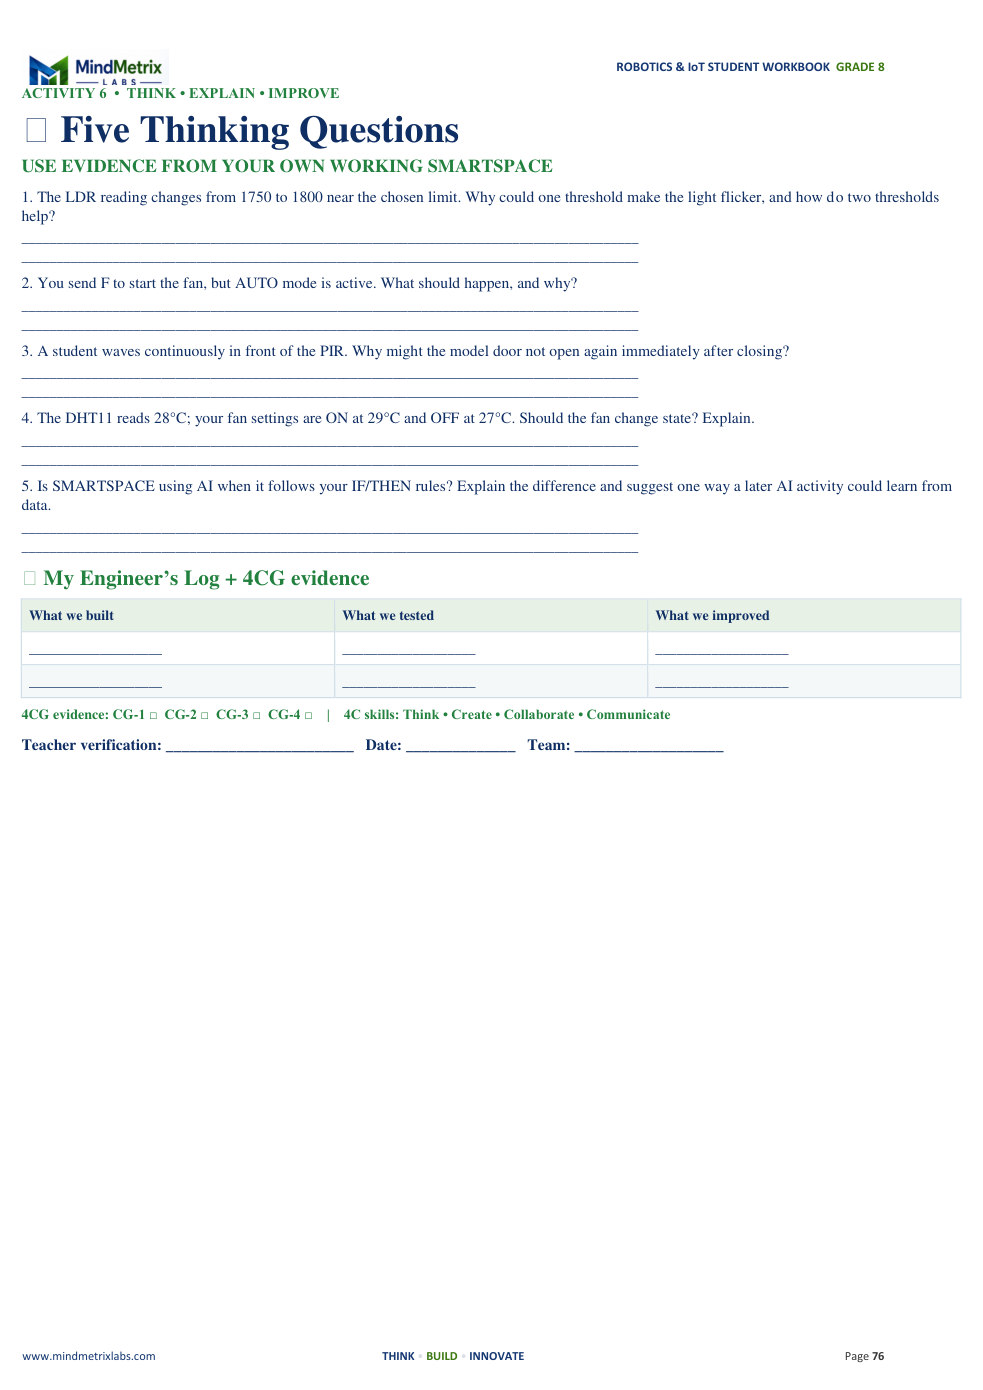 MindMetrix
LABS
ROBOTICS & IoT STUDENT WORKBOOK GRADE 8
ACTIVITY 6 • THINK • EXPLAIN • IMPROVE
□ Five Thinking Questions
USE EVIDENCE FROM YOUR OWN WORKING SMARTSPACE
1. The LDR reading changes from 1750 to 1800 near the chosen limit. Why could one threshold make the light flicker, and how do two thresholds
help?
2. You send F to start the fan, but AUTO mode is active. What should happen, and why?
3. A student waves continuously in front of the PIR. Why might the model door not open again immediately after closing?
4. The DHT11 reads 28°C; your fan settings are ON at 29°C and OFF at 27°C. Should the fan change state? Explain.
5. Is SMARTSPACE using AI when it follows your IF/THEN rules? Explain the difference and suggest one way a later AI activity could learn from
data.
□ My Engineer’s Log + 4CG evidence
What we built What we tested What we improved
4CG evidence: CG-1 □ CG-2 □ CG-3 □ CG-4 □ | 4C skills: Think • Create • Collaborate • Communicate
Teacher verification: ________________________ Date: ______________ Team: ___________________
www.mindmetrixlabs.com THINK • BUILD • INNOVATE Page 76